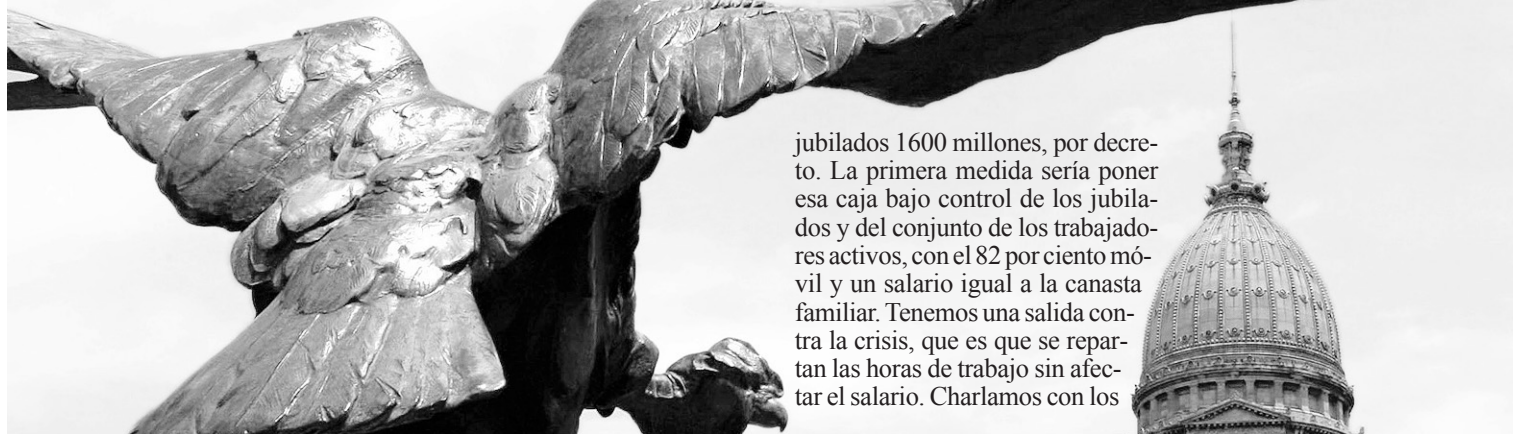 jubilados 1600 millones, por decre-
to. La primera medida sería poner
esa caja bajo control de los jubila-
dos y del conjunto de los trabajado-
res activos, con el 82 por ciento mó-
vil y un salario igual a la canasta
familiar. Tenemos una salida con-
tra la crisis, que es que se repar-
tan las horas de trabajo sin afec-
tar el salario. Charlamos con los